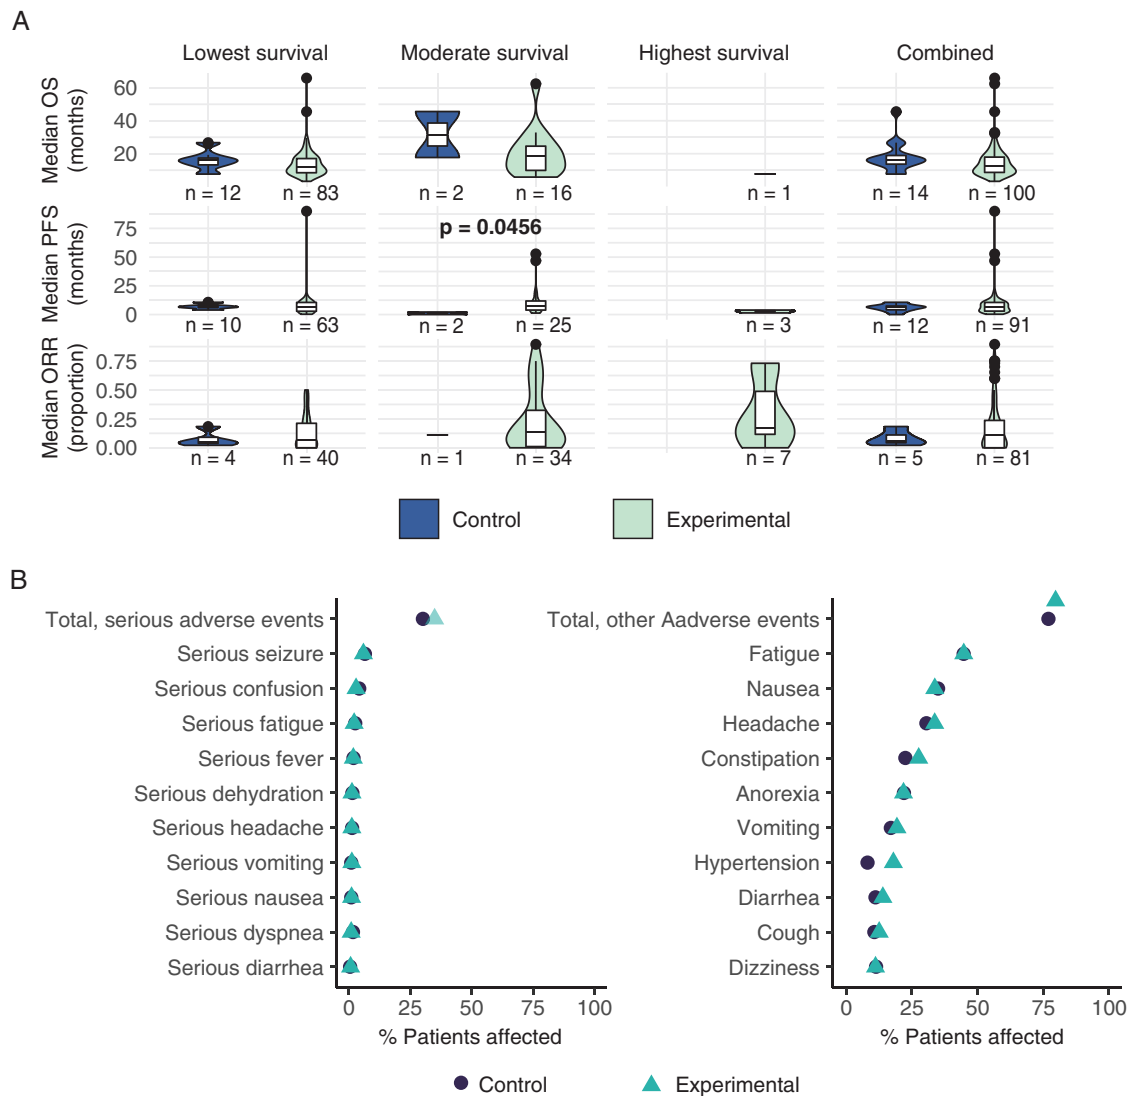 A
Lowest survival
Moderate survival
Highest survival
Combined
Median OS
(months)
60
40
20
n = 12
n = 83
n = 2
n = 16
n = 1
n = 14
n = 100
Median PFS
(months)
75
50
25
0
p = 0.0456
n = 10
n = 63
n = 2
n = 25
n = 3
n = 12
n = 91
Median ORR
(proportion)
0.75
0.50
0.25
0.00
n = 4
n = 40
n = 1
n = 34
n = 7
n = 5
n = 81
Control
Experimental
B
Total, serious adverse events
Serious seizure
Serious confusion
Serious fatigue
Serious fever
Serious dehydration
Serious headache
Serious vomiting
Serious nausea
Serious dyspnea
Serious diarrhea
0 25 50 75 100
% Patients affected
Total, other Aadverse events
Fatigue
Nausea
Headache
Constipation
Anorexia
Vomiting
Hypertension
Diarrhea
Cough
Dizziness
0 25 50 75 100
% Patients affected
Control
Experimental